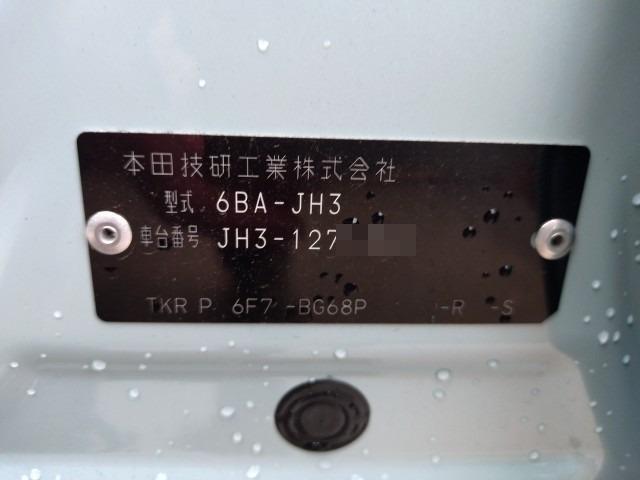 本田技研工業株式会社
型式 6BA-JH3
車台番号 JH3-127
TKR P 6F7 -BG68P -R -S